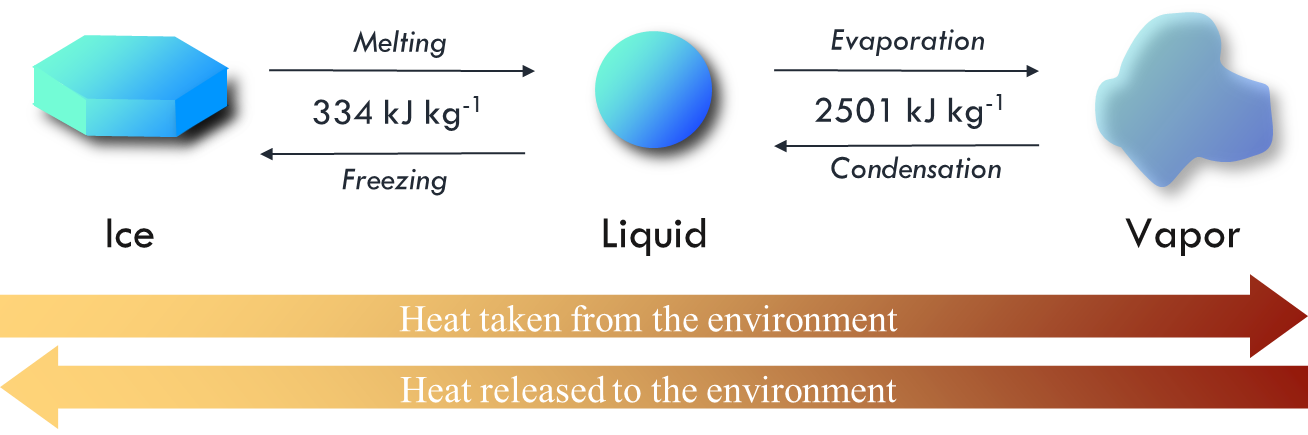 Melting
334 kJ kg⁻¹
Freezing
Evaporation
2501 kJ kg⁻¹
Condensation
Ice
Liquid
Vapor
Heat taken from the environment
Heat released to the environment